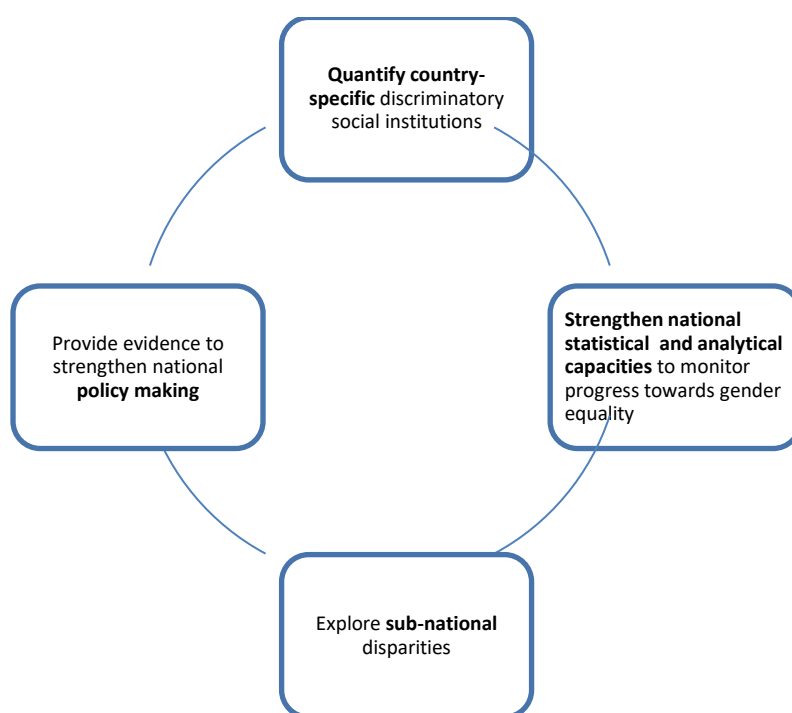 Quantify country-
specific discriminatory
social institutions
Strengthen national
statistical and analytical
capacities to monitor
progress towards gender
equality
Explore sub-national
disparities
Provide evidence to
strengthen national
policy making